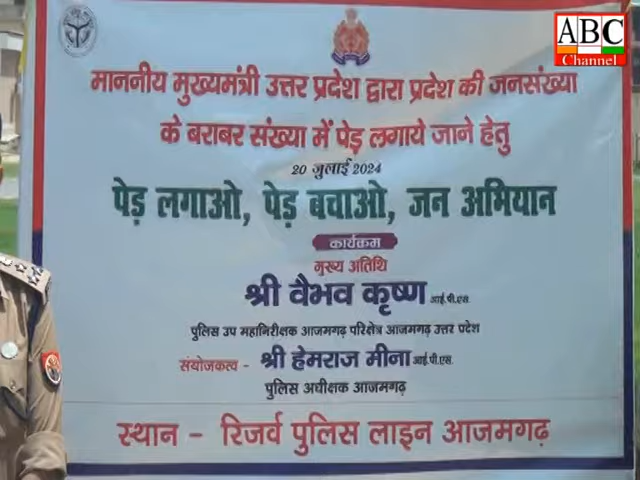 ABC
Channel
माननीय मुख्यमंत्री उत्तर प्रदेश द्वारा प्रदेश की जनसंख्या
के बराबर संख्या में पेड़ लगाये जाने हेतु
20 जुलाई 2024
पेड़ लगाओ, पेड़ बचाओ, जन अभियान
कार्यक्रम
मुख्य अतिथि
श्री वैभव कृष्ण आई.पी.एस.
पुलिस उप महानिरीक्षक आजमगढ़ परिक्षेत्र आजमगढ़ उत्तर प्रदेश
संयोजकत्व - श्री हेमराज मीना आई.पी.एस.
पुलिस अधीक्षक आजमगढ़
स्थान - रिजर्व पुलिस लाइन आजमगढ़